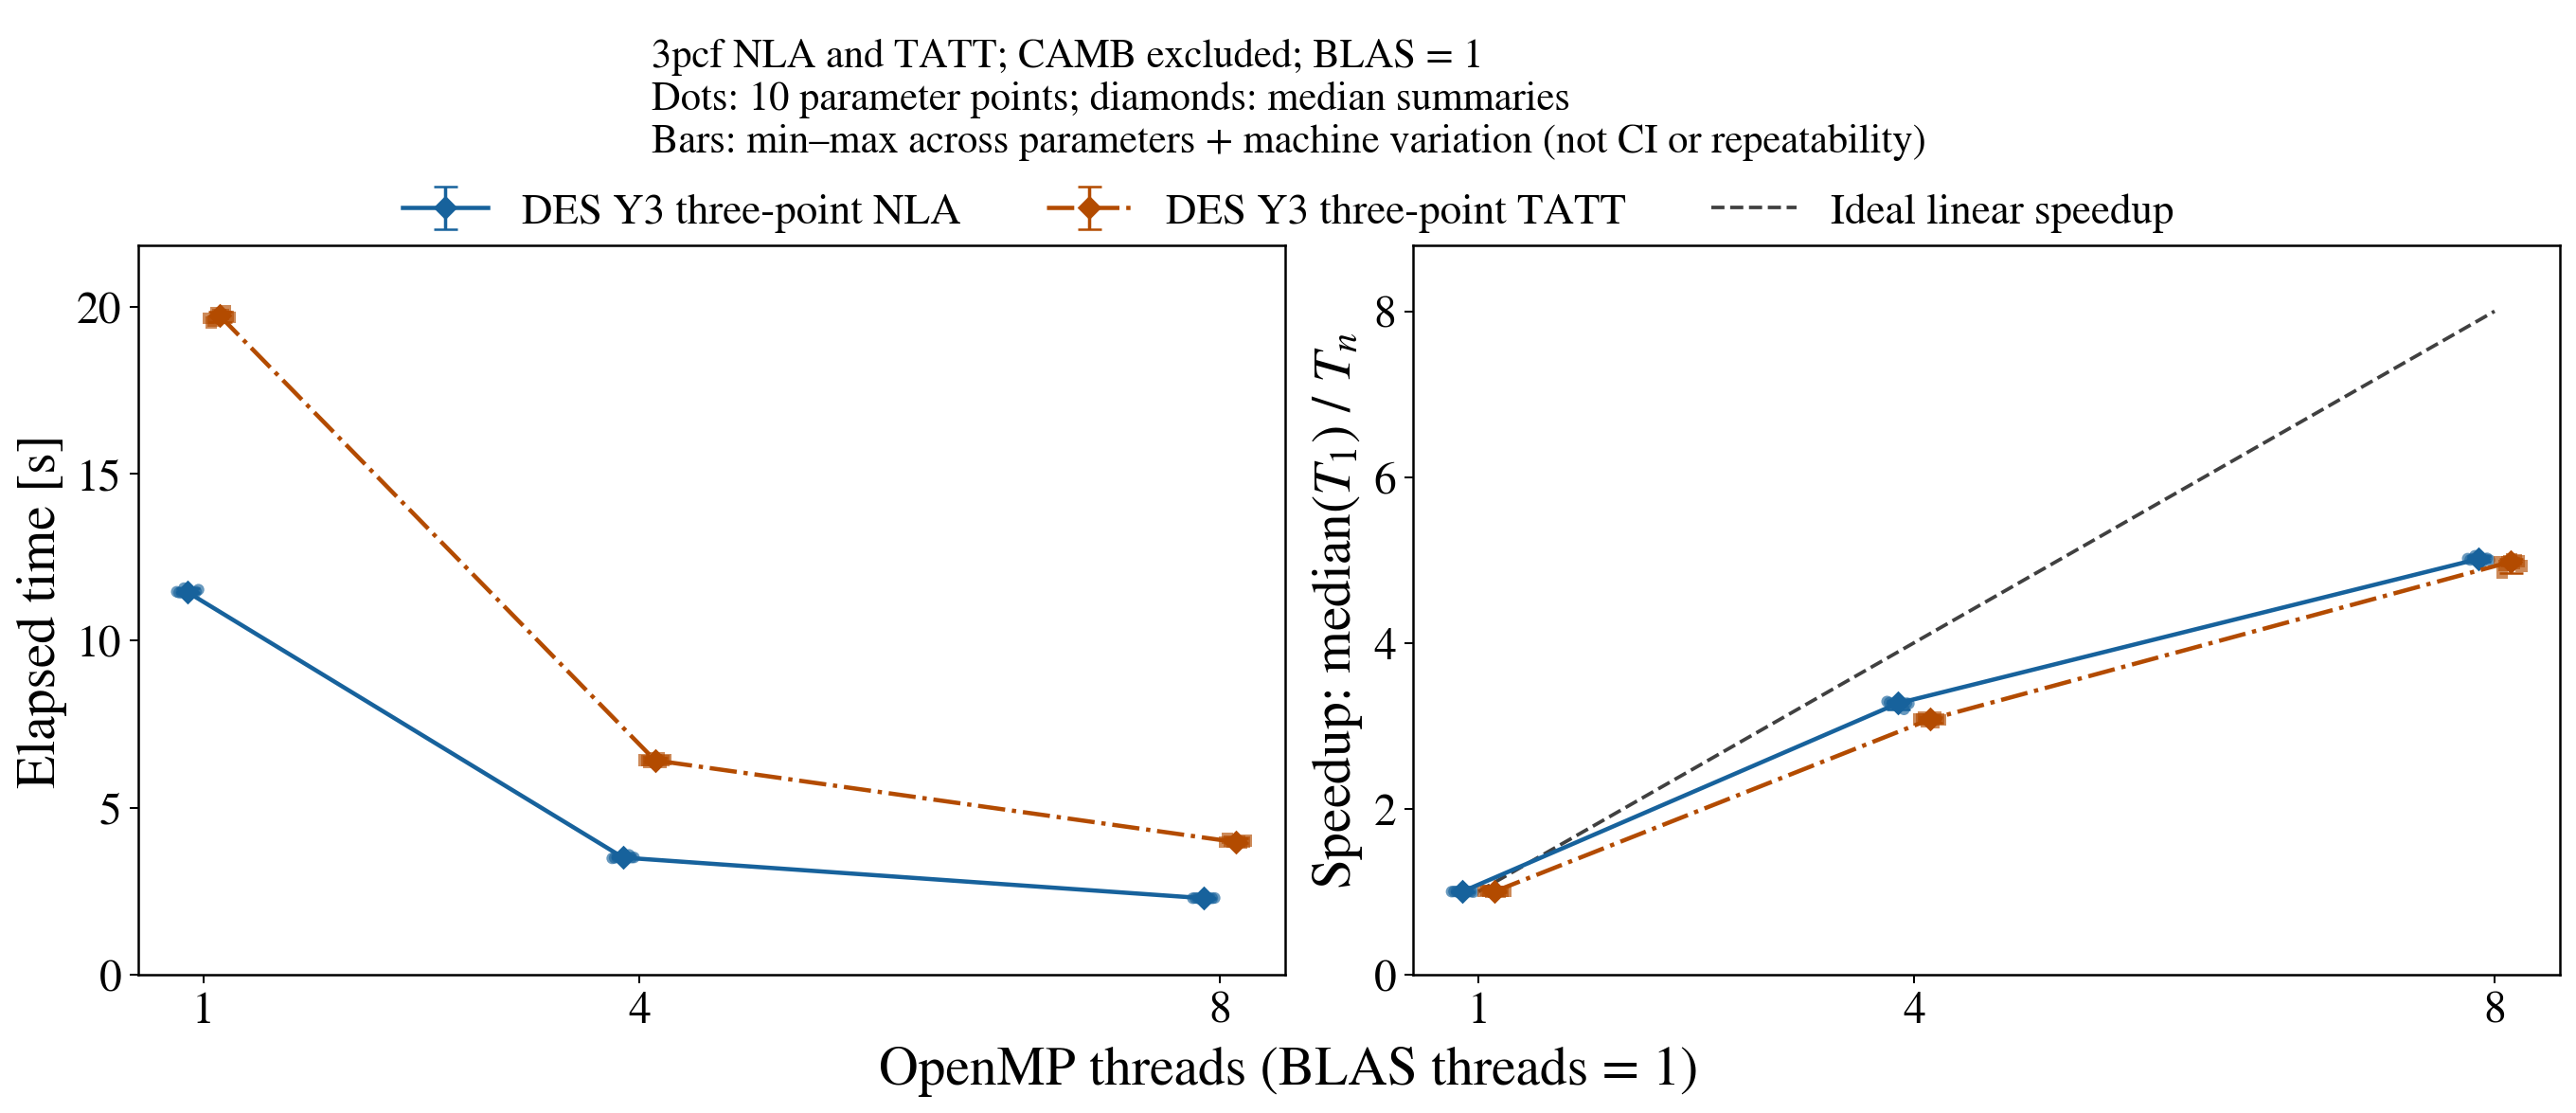 3pcf NLA and TATT; CAMB excluded; BLAS = 1
Dots: 10 parameter points; diamonds: median summaries
Bars: min–max across parameters + machine variation (not CI or repeatability)
DES Y3 three-point NLA
DES Y3 three-point TATT
Ideal linear speedup
Elapsed time [s]
20
15
10
5
0
1
4
8
Speedup: median(T1) / Tn
8
6
4
2
0
1
4
8
OpenMP threads (BLAS threads = 1)